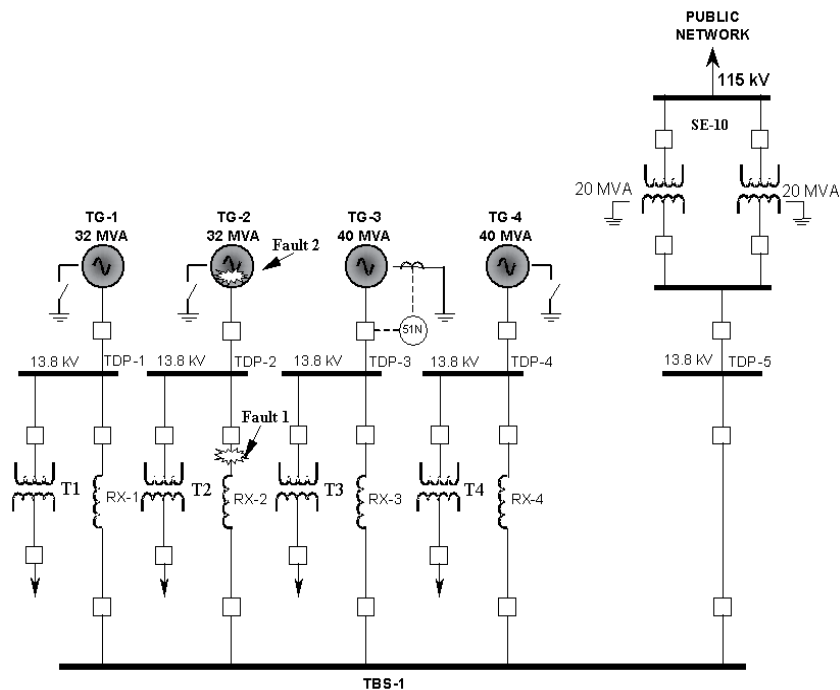 PUBLIC
NETWORK
115 kV
SE-10
20 MVA
20 MVA
TG-1
32 MVA
TG-2
32 MVA
Fault 2
TG-3
40 MVA
TG-4
40 MVA
51N
13.8 kV
TDP-1
13.8 kV
TDP-2
13.8 kV
TDP-3
13.8 kV
TDP-4
13.8 kV
TDP-5
Fault 1
T1
RX-1
T2
RX-2
T3
RX-3
T4
RX-4
TBS-1